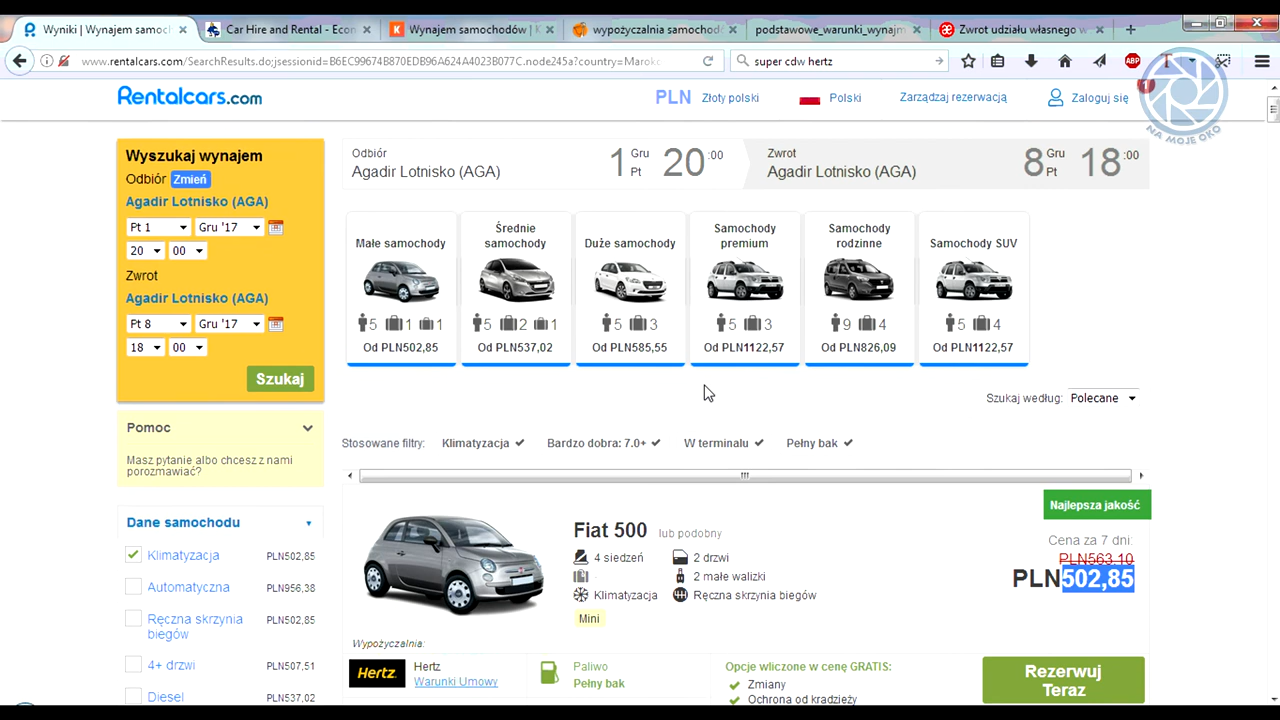 Wyniki | Wynajem samoc
Car Hire and Rental - Econ
Wynajem samochodów | K
wypożyczalnia samochod
podstawowe_warunki_wynajm
Zwrot udziału własnego w
www.rentalcars.com/SearchResults.do;jsessionid=B6EC99674B870EDB96A624A4023B077C.node245a?country=Marok
super cdw hertz
ABP
Rentalcars.com
PLN Złoty polski
Polski
Zarządzaj rezerwacją
Zaloguj się
1
NA MOJE OKO
Wyszukaj wynajem
Odbiór Zmień
Agadir Lotnisko (AGA)
Pt 1 Gru '17
20 00
Zwrot
Agadir Lotnisko (AGA)
Pt 8 Gru '17
18 00
Szukaj
Pomoc
Masz pytanie albo chcesz z nami
porozmawiać?
Dane samochodu
Klimatyzacja PLN502,85
Automatyczna PLN956,38
Ręczna skrzynia
biegów
PLN502,85
4+ drzwi PLN507,51
Diesel PLN537,02
Odbiór
Agadir Lotnisko (AGA)
1 Gru
Pt
20 :00
Zwrot
Agadir Lotnisko (AGA)
8 Gru
Pt
18 :00
Małe samochody
5 1 1
Od PLN502,85
Średnie
samochody
5 2 1
Od PLN537,02
Duże samochody
5 3
Od PLN585,55
Samochody
premium
5 3
Od PLN1122,57
Samochody
rodzinne
9 4
Od PLN826,09
Samochody SUV
5 4
Od PLN1122,57
Szukaj według: Polecane
Stosowane filtry: Klimatyzacja Bardzo dobra: 7.0+ W terminalu Pełny bak
Najlepsza jakość
Fiat 500 lub podobny
4 siedzeń 2 drzwi
2 małe walizki
Klimatyzacja Ręczna skrzynia biegów
Mini
Cena za 7 dni:
PLN563,10
PLN502,85
Wypożyczalnia:
Hertz
Hertz
Warunki Umowy
Paliwo
Pełny bak
Opcje wliczone w cenę GRATIS:
Zmiany
Ochrona od kradzieży
Rezerwuj
Teraz